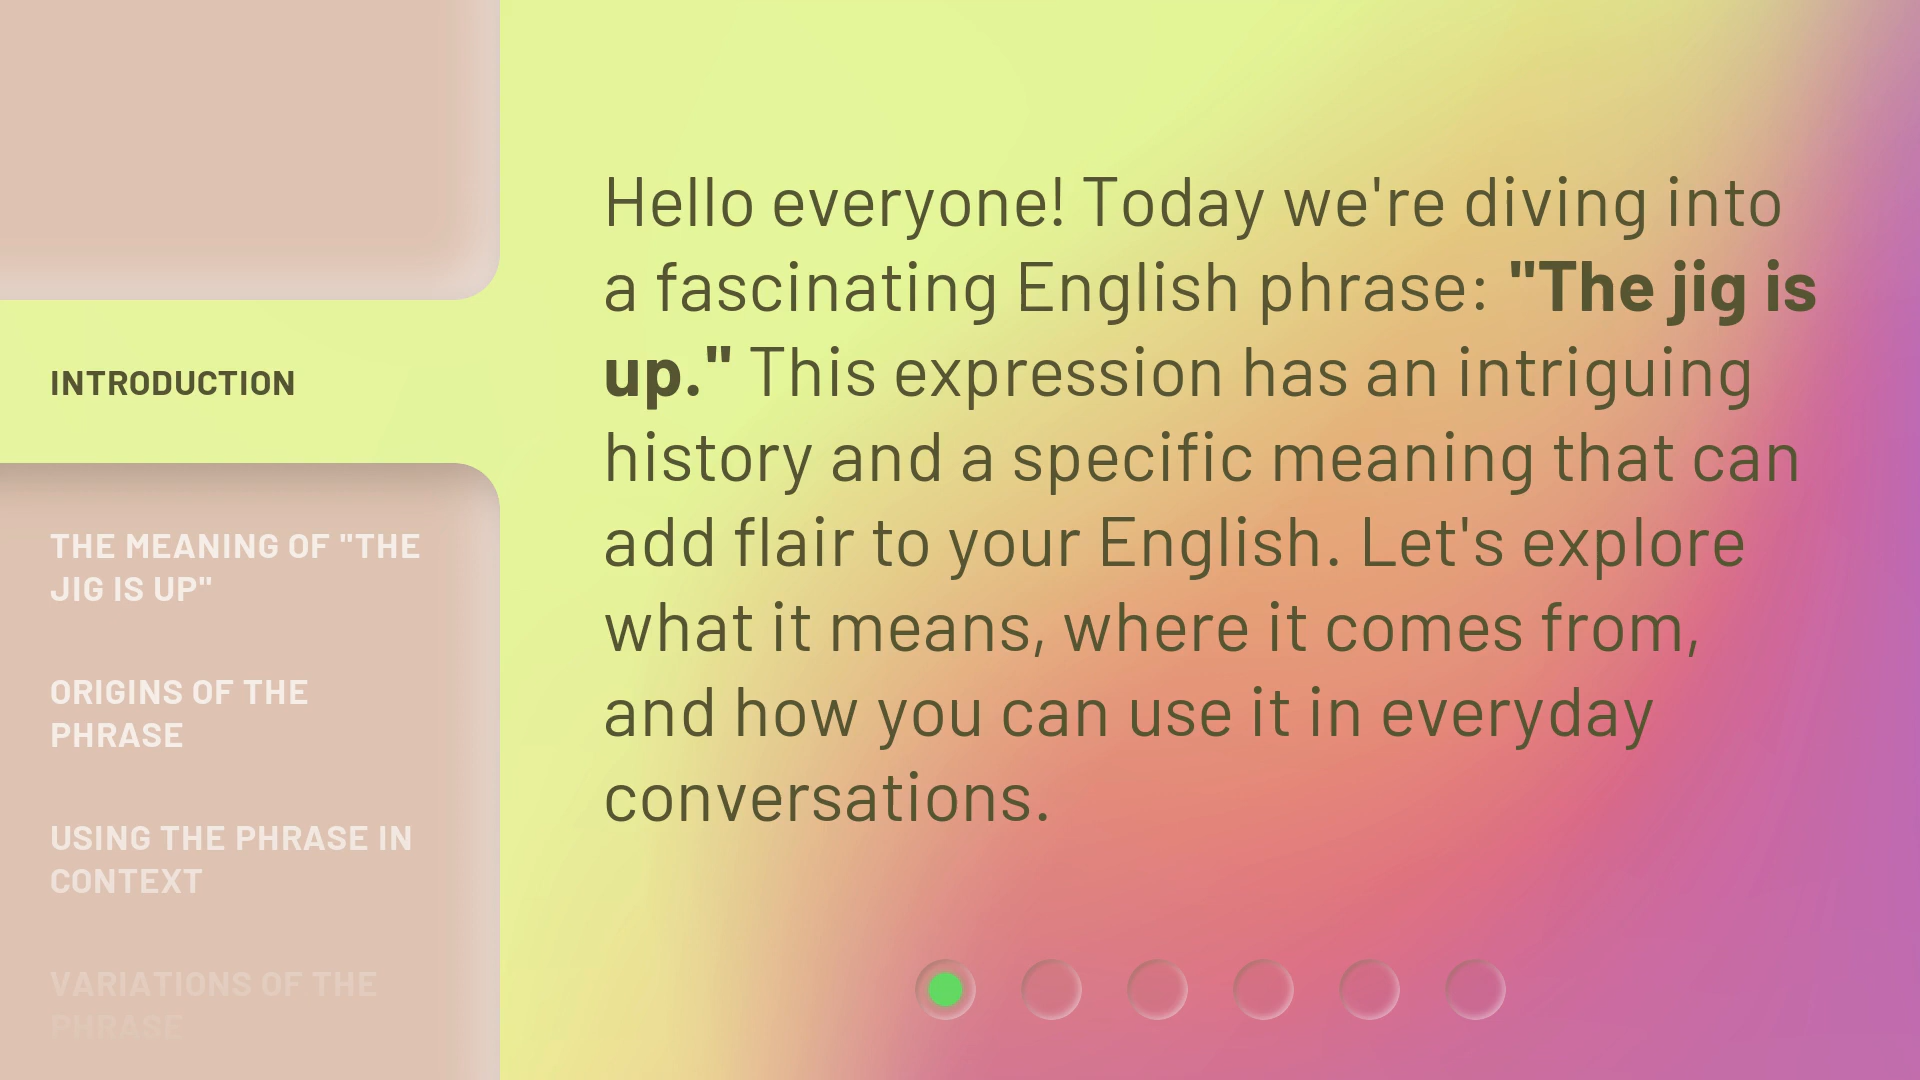 INTRODUCTION
THE MEANING OF "THE
JIG IS UP"
ORIGINS OF THE
PHRASE
USING THE PHRASE IN
CONTEXT
VARIATIONS OF THE
PHRASE
Hello everyone! Today we're diving into
a fascinating English phrase: "The jig is
up." This expression has an intriguing
history and a specific meaning that can
add flair to your English. Let's explore
what it means, where it comes from,
and how you can use it in everyday
conversations.